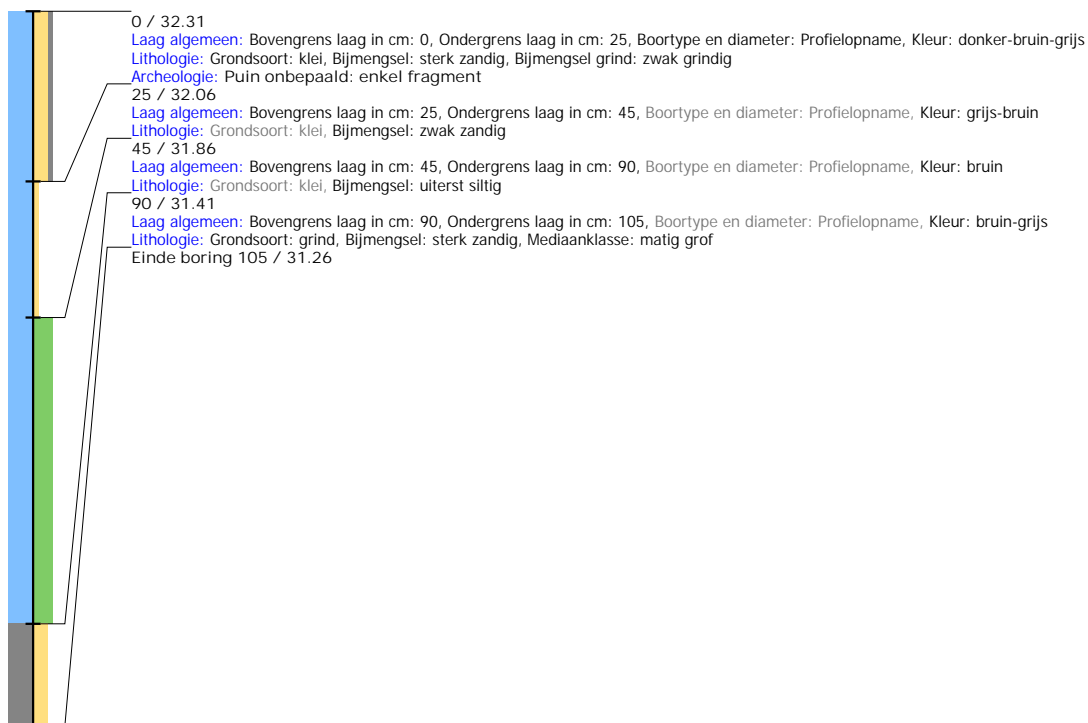 0 / 32.31
Laag algemeen: Bovengrens laag in cm: 0, Ondergrens laag in cm: 25, Boortype en diameter: Profielopname, Kleur: donker-bruin-grijs
Lithologie: Grondsoort: klei, Bijmengsel: sterk zandig, Bijmengsel grind: zwak grindig
Archeologie: Puin onbepaald: enkel fragment
25 / 32.06
Laag algemeen: Bovengrens laag in cm: 25, Ondergrens laag in cm: 45, Boortype en diameter: Profielopname, Kleur: grijs-bruin
Lithologie: Grondsoort: klei, Bijmengsel: zwak zandig
45 / 31.86
Laag algemeen: Bovengrens laag in cm: 45, Ondergrens laag in cm: 90, Boortype en diameter: Profielopname, Kleur: bruin
Lithologie: Grondsoort: klei, Bijmengsel: uiterst siltig
90 / 31.41
Laag algemeen: Bovengrens laag in cm: 90, Ondergrens laag in cm: 105, Boortype en diameter: Profielopname, Kleur: bruin-grijs
Lithologie: Grondsoort: grind, Bijmengsel: sterk zandig, Mediaanklasse: matig grof
Einde boring 105 / 31.26